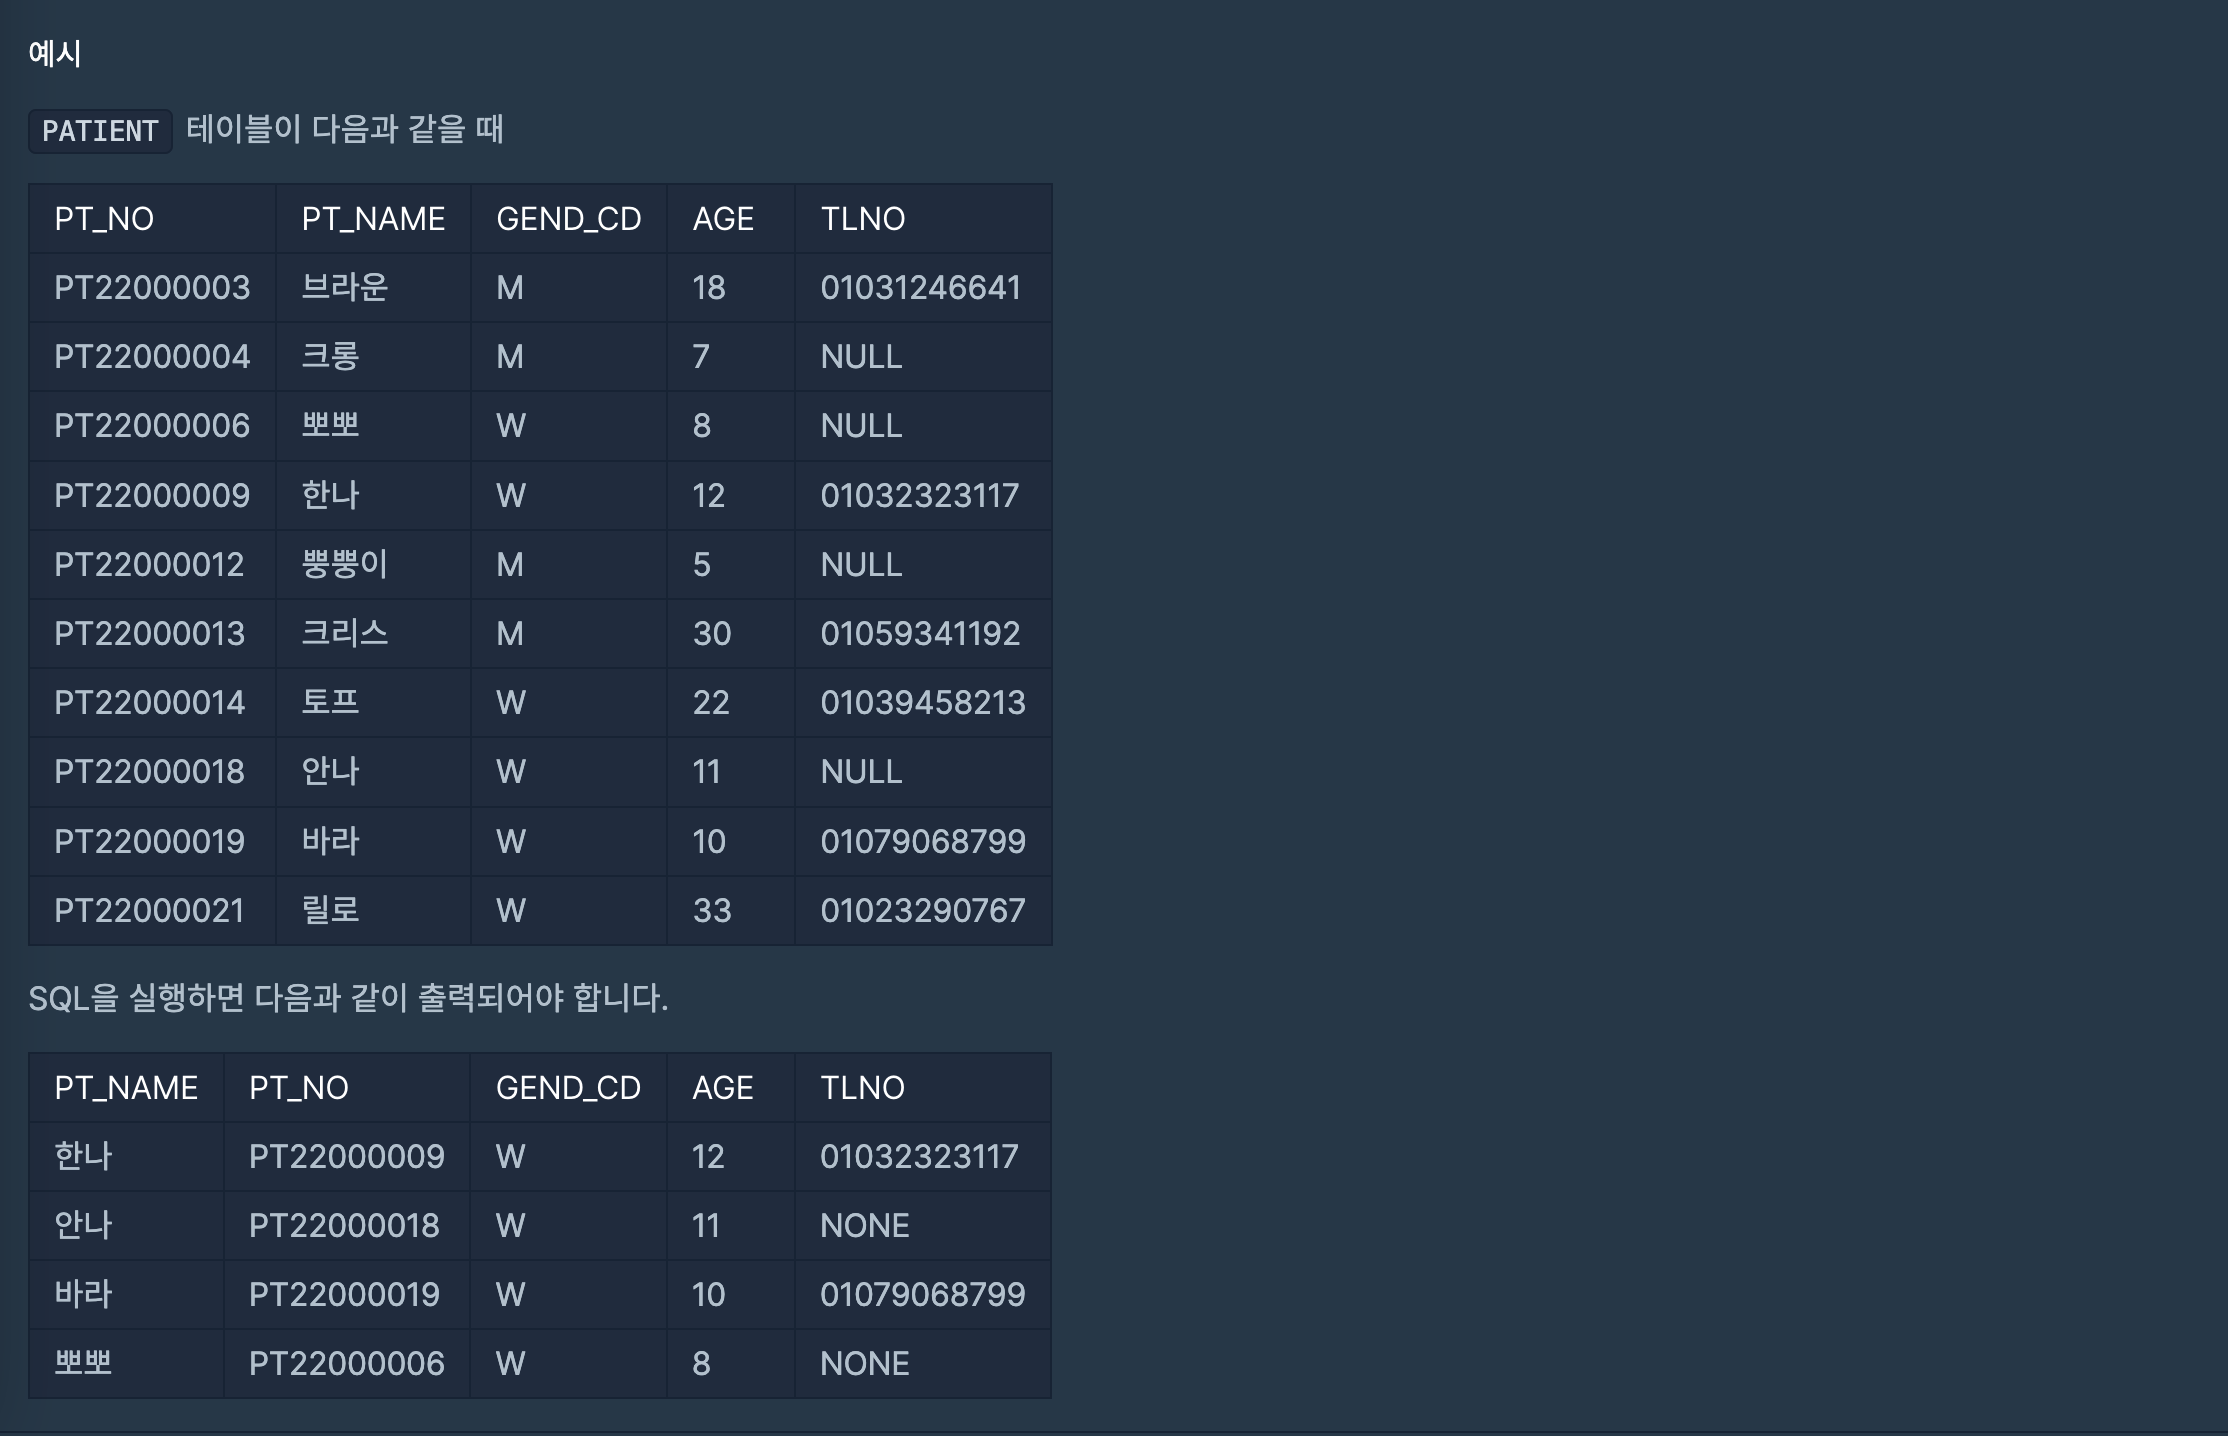 예시
PATIENT 테이블이 다음과 같을 때
PT_NO PT_NAME GEND_CD AGE TLNO
PT22000003 브라운 M 18 01031246641
PT22000004 크롱 M 7 NULL
PT22000006 뽀뽀 W 8 NULL
PT22000009 한나 W 12 01032323117
PT22000012 뿡뿡이 M 5 NULL
PT22000013 크리스 M 30 01059341192
PT22000014 토프 W 22 01039458213
PT22000018 안나 W 11 NULL
PT22000019 바라 W 10 01079068799
PT22000021 릴로 W 33 01023290767
SQL을 실행하면 다음과 같이 출력되어야 합니다.
PT_NAME PT_NO GEND_CD AGE TLNO
한나 PT22000009 W 12 01032323117
안나 PT22000018 W 11 NONE
바라 PT22000019 W 10 01079068799
뽀뽀 PT22000006 W 8 NONE